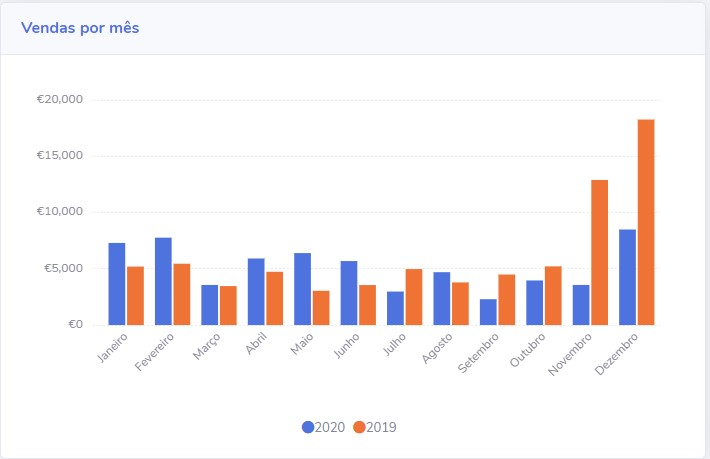 Vendas por mês
€20,000
€15,000
€10,000
€5,000
€0
Janeiro
Fevereiro
Março
Abril
Maio
Junho
Julho
Agosto
Setembro
Outubro
Novembro
Dezembro
2020 2019